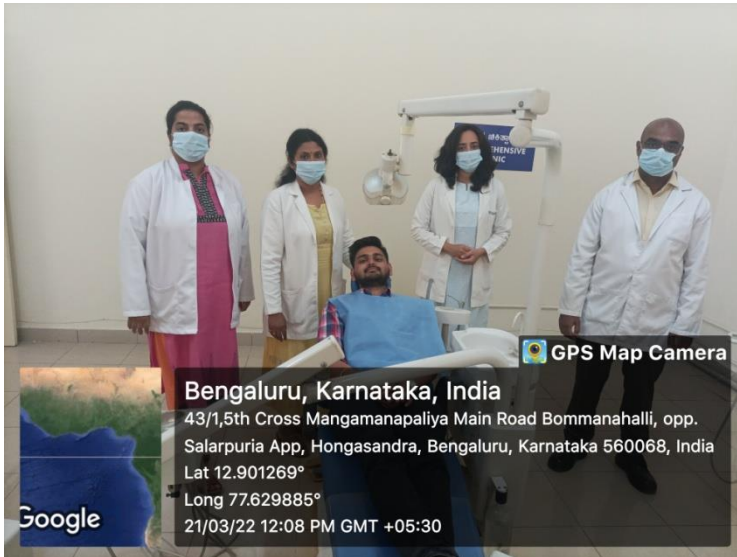 HENSIVE
NIC
GPS Map Camera
Bengaluru, Karnataka, India
43/1,5th Cross Mangamanapaliya Main Road Bommanahalli, opp.
Salarpuria App, Hongasandra, Bengaluru, Karnataka 560068, India
Lat 12.901269°
Long 77.629885°
21/03/22 12:08 PM GMT +05:30
Google